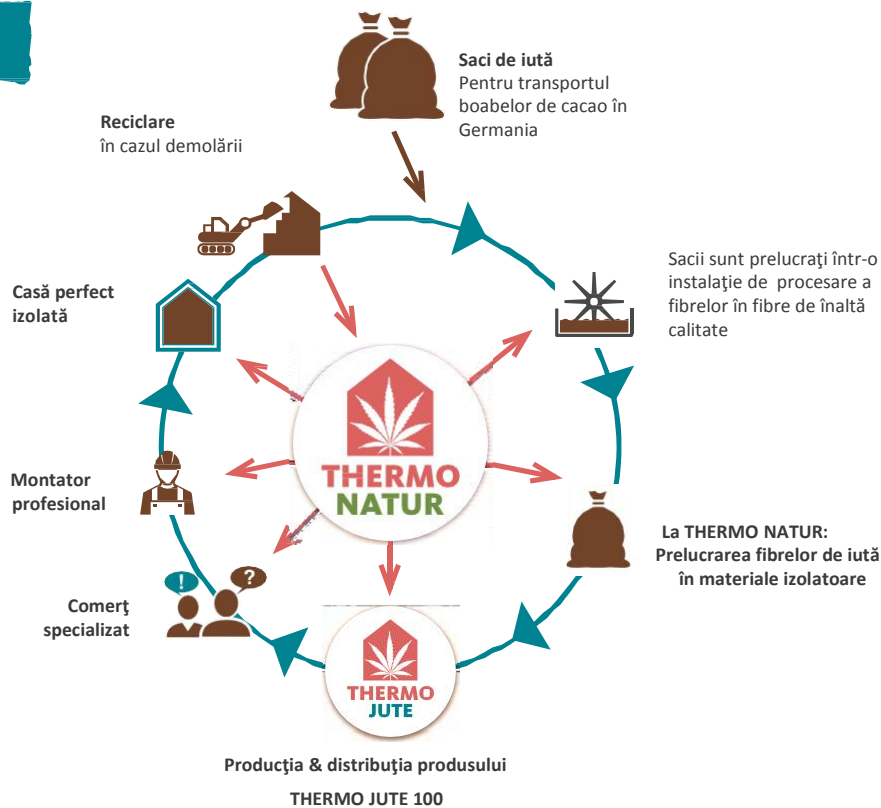 Saci de iută
Pentru transportul
boabelor de cacao în
Germania
Reciclare
în cazul demolării
Sacii sunt prelucraţi într-o
instalaţie de procesare a
fibrelor în fibre de înaltă
calitate
Casă perfect
izolată
THERMO
NATUR
Montator
profesional
La THERMO NATUR:
Prelucrarea fibrelor de iută
în materiale izolatoare
!
?
Comerţ
specializat
THERMO
JUTE
Producţia & distribuţia produsului
THERMO JUTE 100